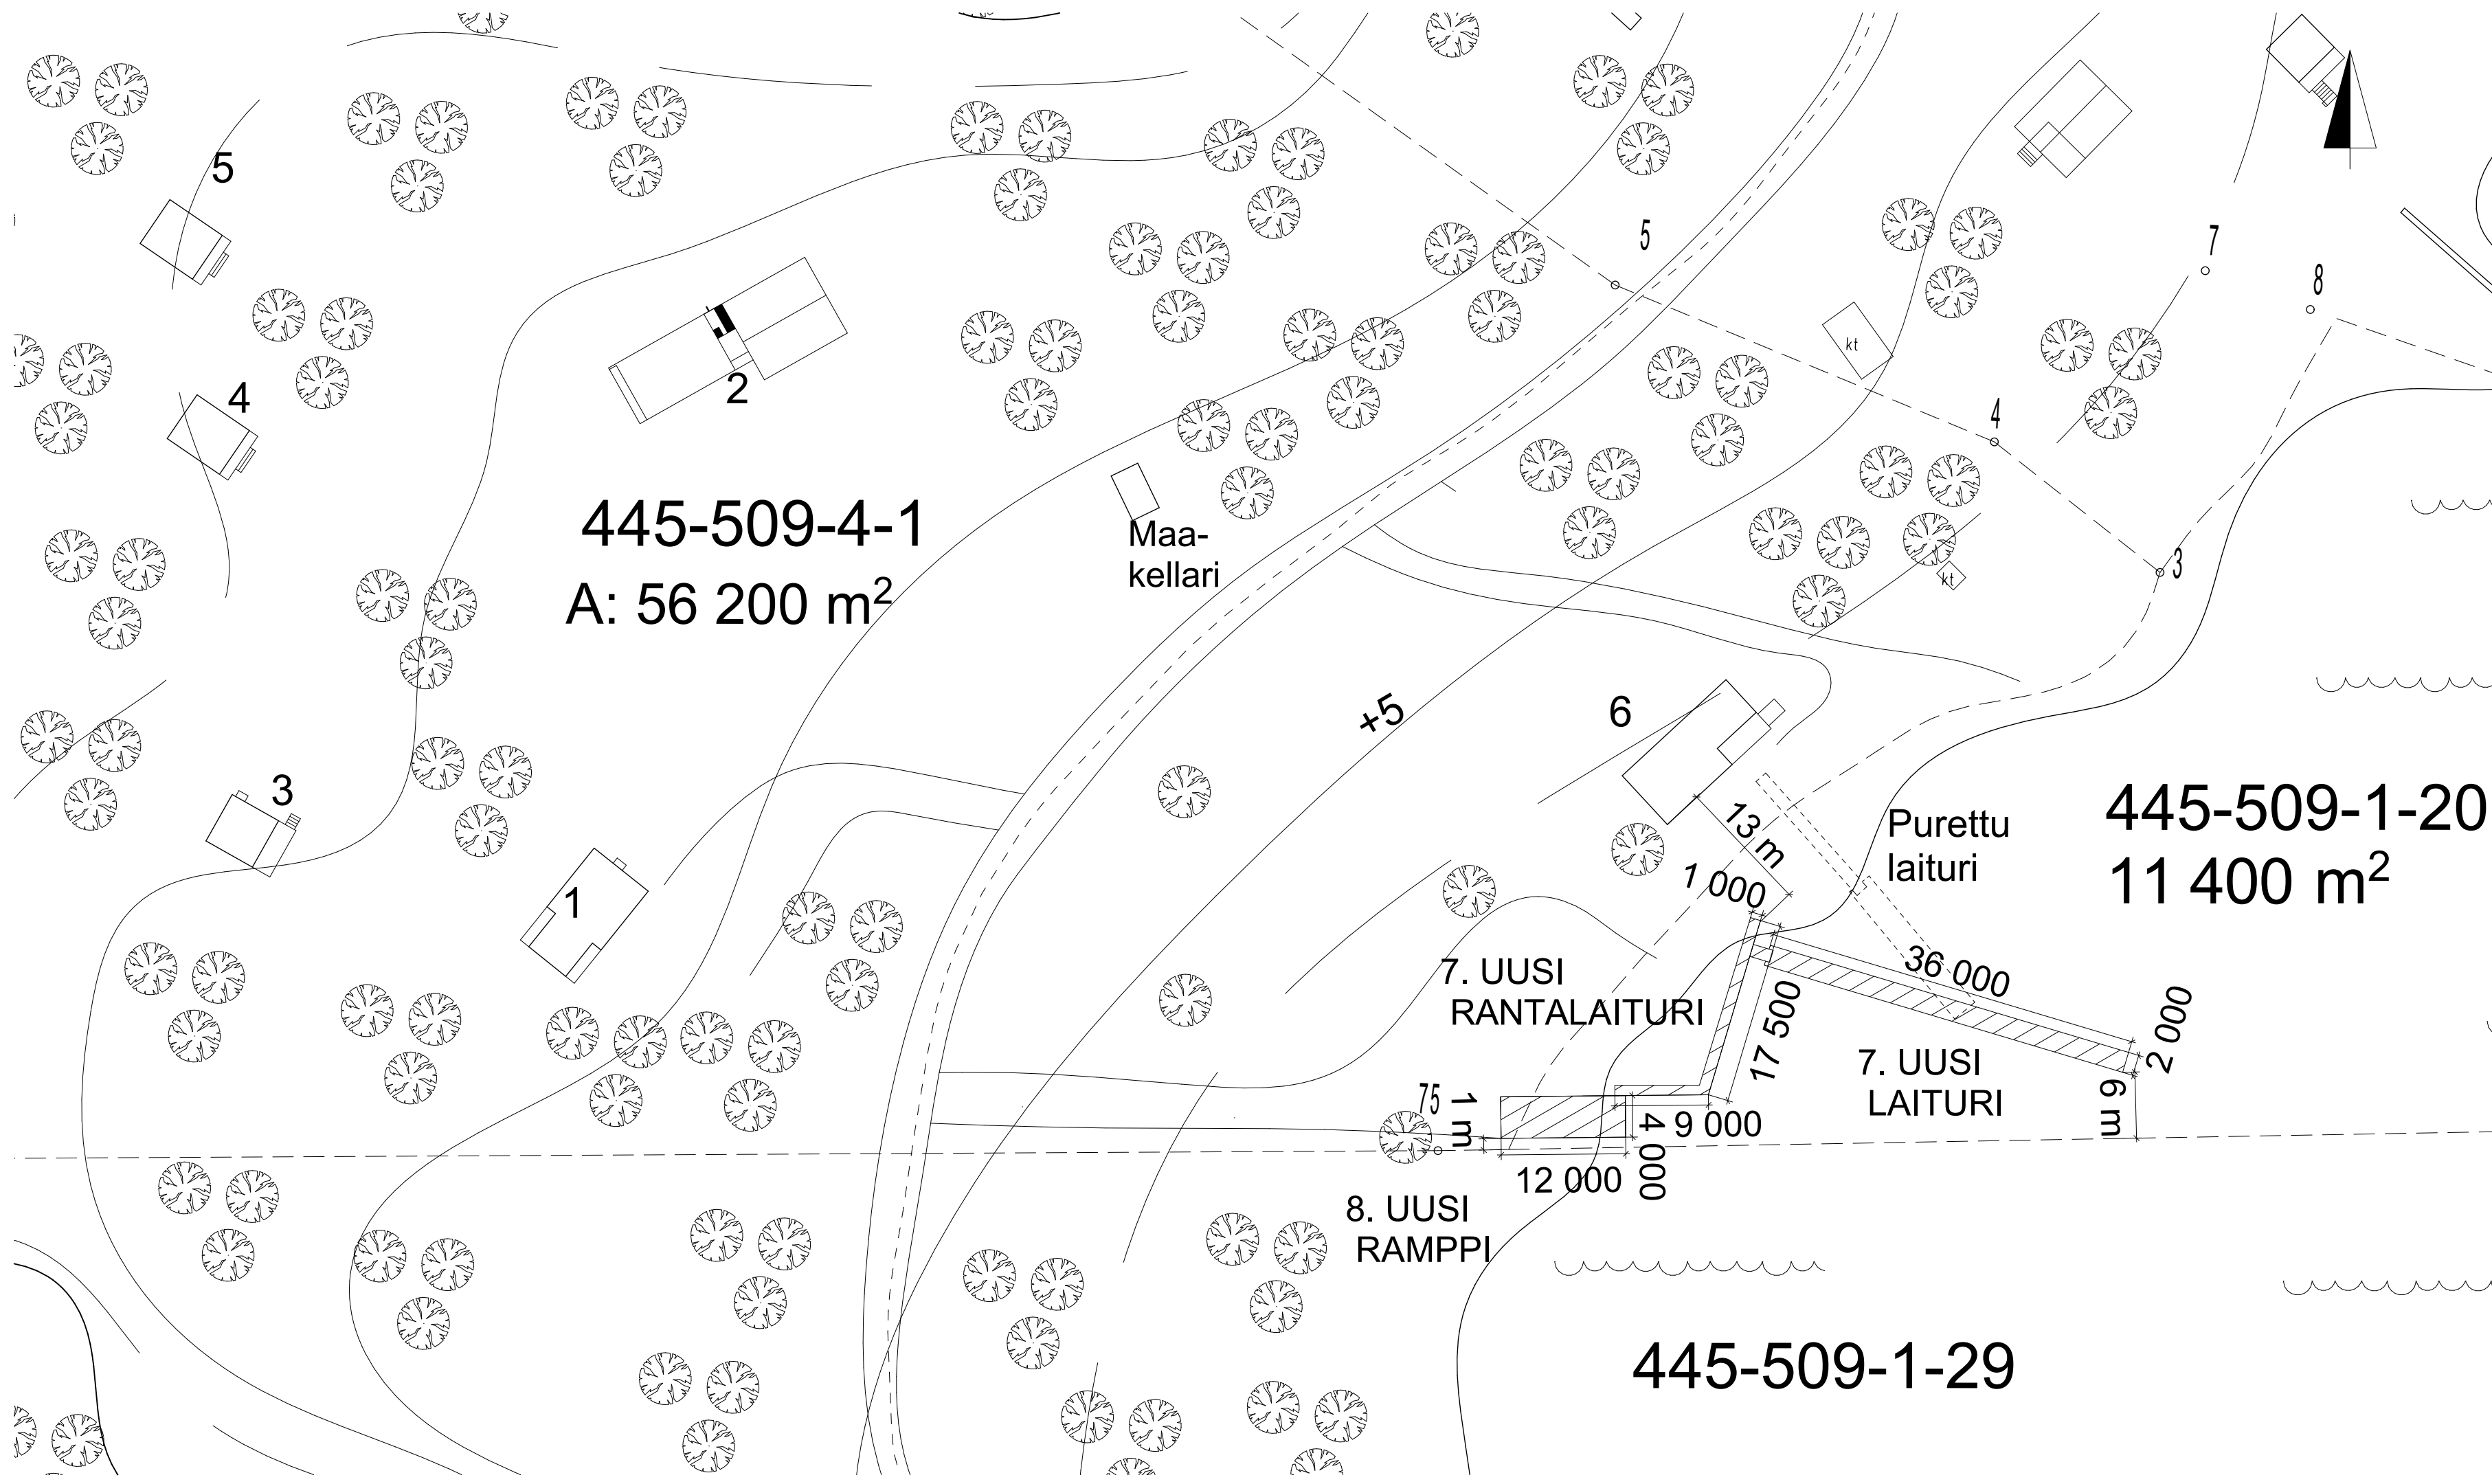 5
5
7
8
kt
4
2
4
445-509-4-1
Maa-
kellari
A: 56 200 m²
kt
3
+5
6
3
13 m
Purettu
laituri
445-509-1-20
11 400 m²
1 000
1
36 000
7. UUSI
RANTALAITURI
17 500
2 000
7. UUSI
LAITURI
75
1 m
4 000
9 000
6 m
12 000
8. UUSI
RAMPPI
445-509-1-29